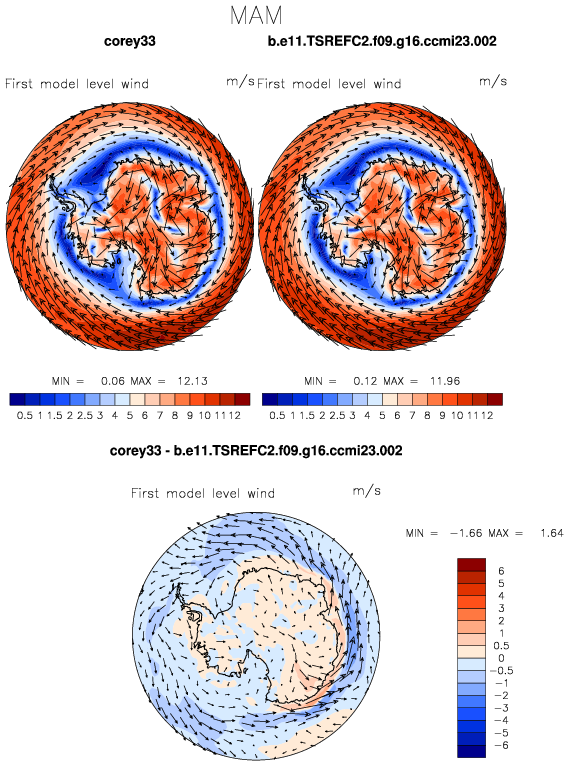 MAM
corey33
b.e11.TSREFC2.f09.g16.ccmi23.002
First model level wind m/s
First model level wind m/s
MIN = 0.06 MAX = 12.13
MIN = 0.12 MAX = 11.96
0.5 1 1.5 2 2.5 3 4 5 6 7 8 9 10 11 12
0.5 1 1.5 2 2.5 3 4 5 6 7 8 9 10 11 12
corey33 - b.e11.TSREFC2.f09.g16.ccmi23.002
First model level wind m/s
MIN = -1.66 MAX = 1.64
6
5
4
3
2
1
0.5
0
-0.5
-1
-2
-3
-4
-5
-6